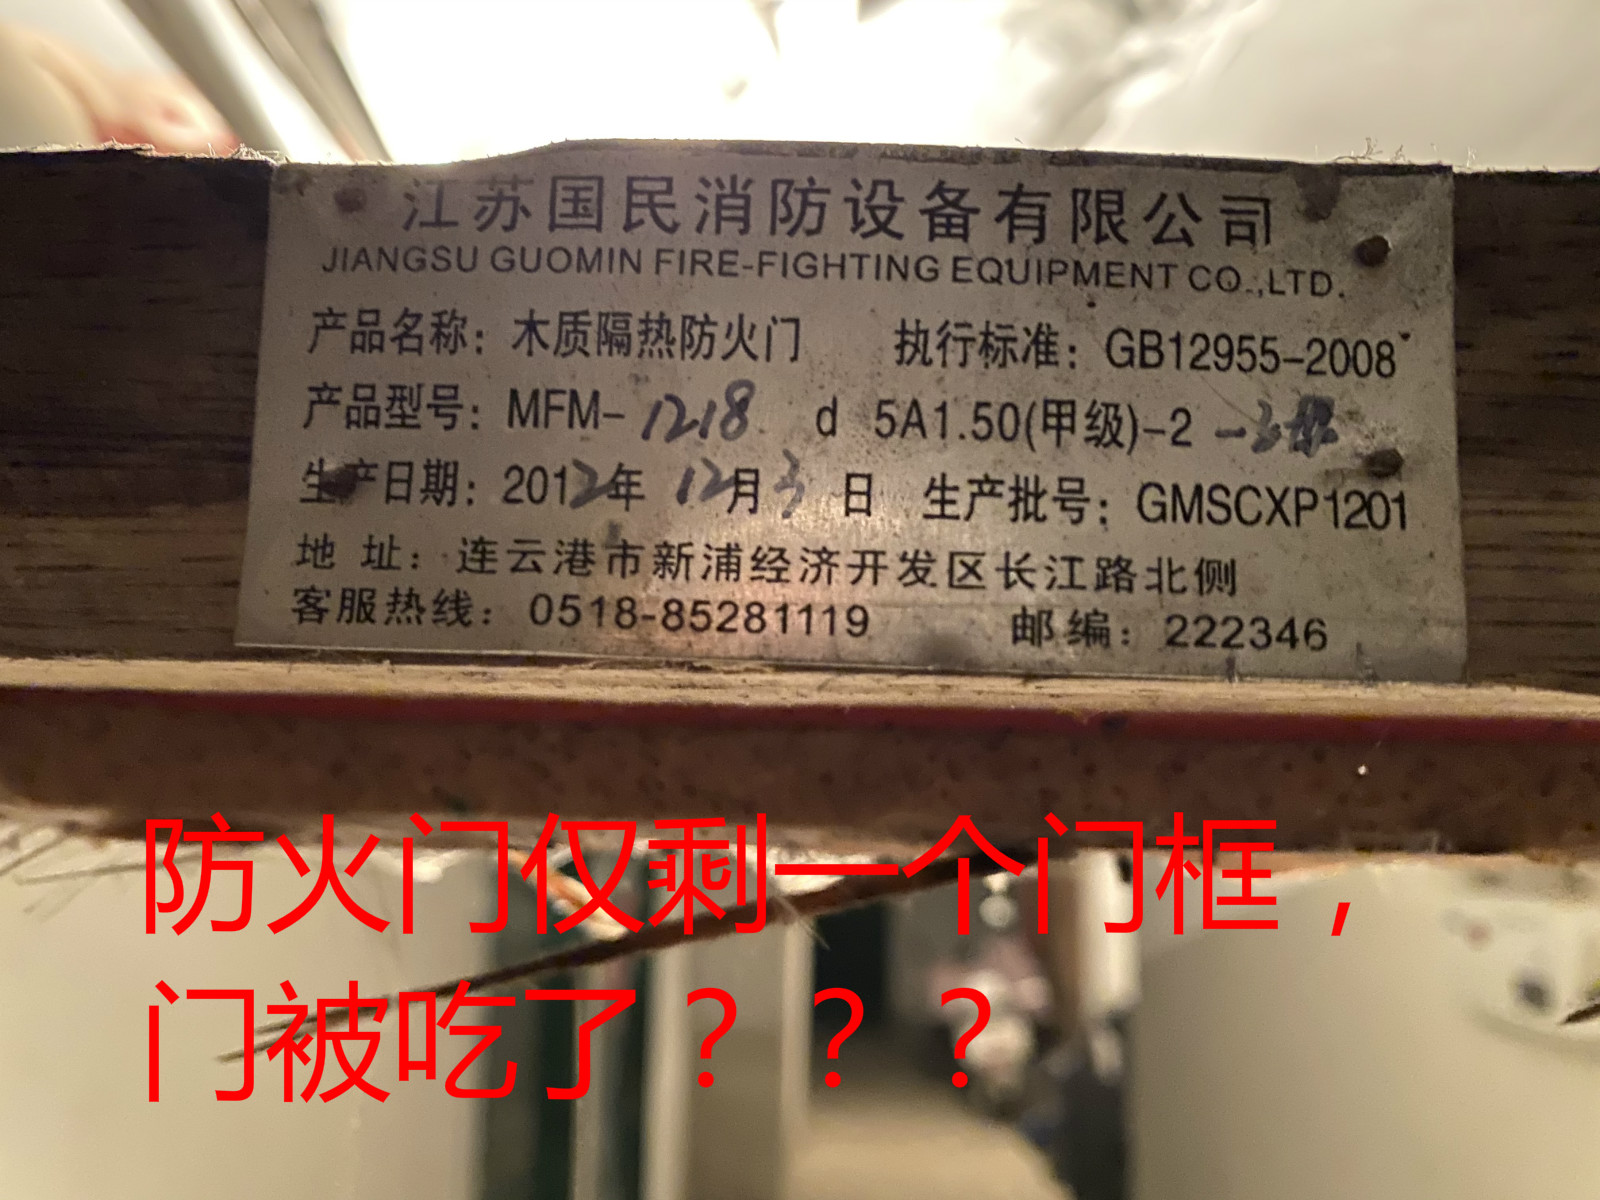 江苏国民消防设备有限公司
JIANGSU GUOMIN FIRE-FIGHTING EQUIPMENT CO.,LTD.
产品名称：木质隔热防火门 执行标准：GB12955-2008
产品型号：MFM-1218 d 5A1.50(甲级)-2
生产日期：2012年 12月3日 生产批号：GMSCXP1201
地 址：连云港市新浦经济开发区长江路北侧
客服热线：0518-85281119 邮编：222346
防火门仅剩一个门框，
门被吃了？？？